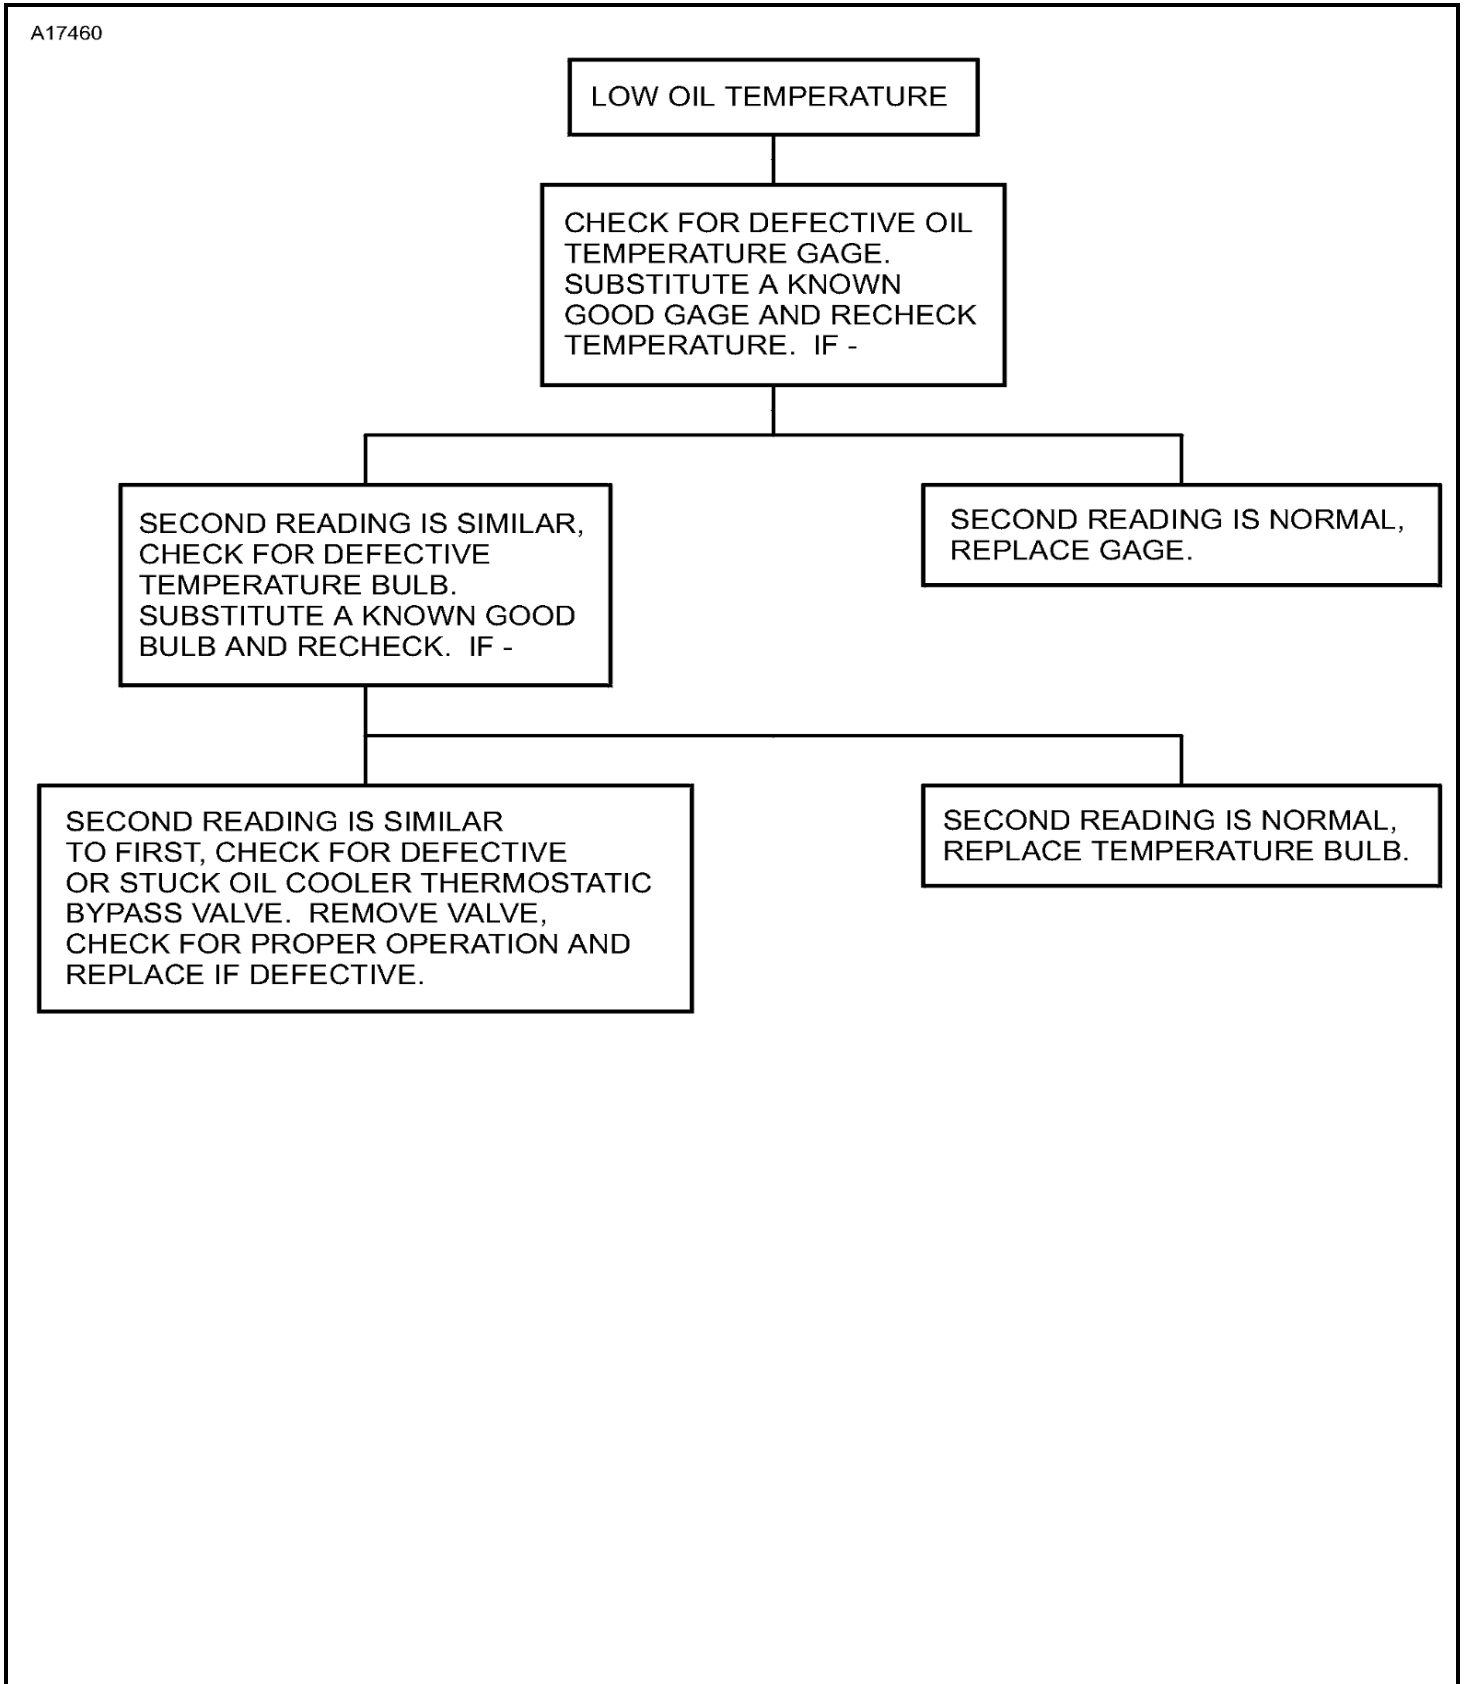 A17460
LOW OIL TEMPERATURE
CHECK FOR DEFECTIVE OIL
TEMPERATURE GAGE.
SUBSTITUTE A KNOWN
GOOD GAGE AND RECHECK
TEMPERATURE.  IF -
SECOND READING IS SIMILAR,
CHECK FOR DEFECTIVE
TEMPERATURE BULB.
SUBSTITUTE A KNOWN GOOD
BULB AND RECHECK.  IF -
SECOND READING IS NORMAL,
REPLACE GAGE.
SECOND READING IS SIMILAR
TO FIRST, CHECK FOR DEFECTIVE
OR STUCK OIL COOLER THERMOSTATIC
BYPASS VALVE.  REMOVE VALVE,
CHECK FOR PROPER OPERATION AND
REPLACE IF DEFECTIVE.
SECOND READING IS NORMAL,
REPLACE TEMPERATURE BULB.